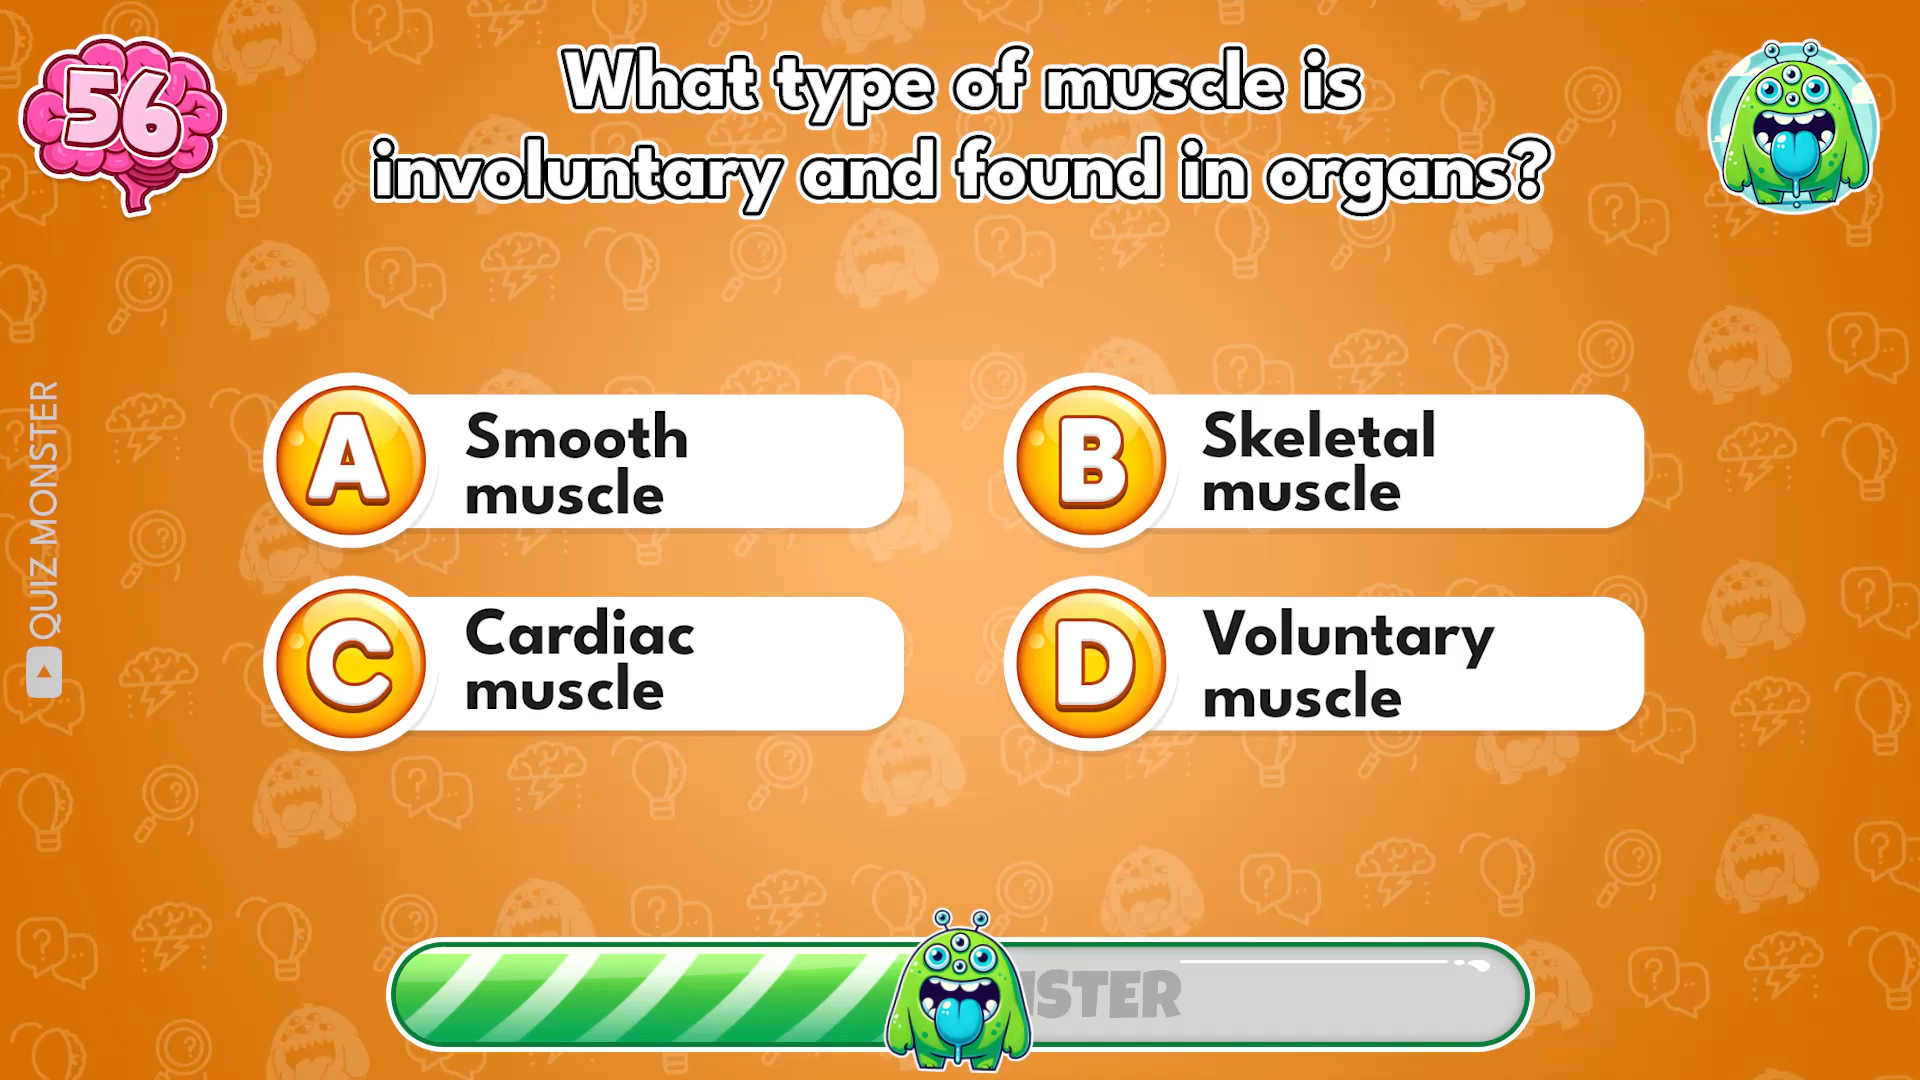 56
What type of muscle is
involuntary and found in organs?
A
Smooth
muscle
B
Skeletal
muscle
C
Cardiac
muscle
D
Voluntary
muscle
QUIZ MONSTER
STER